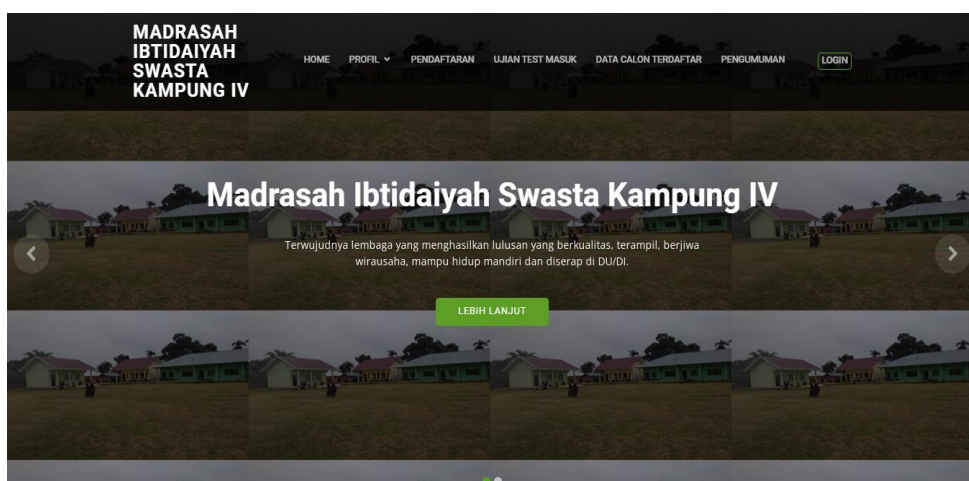 MADRASAH
IBTIDAIYAH
SWASTA
KAMPUNG IV
HOME PROFIL PENDAFTARAN UJIAN TEST MASUK DATA CALON TERDAFTAR PENGUMUMAN LOGIN
Madrasah Ibtidaiyah Swasta Kampung IV
Terwujudnya lembaga yang menghasilkan lulusan yang berkualitas, terampil, berjiwa
wirausaha, mampu hidup mandiri dan diserap di DU/DI.
LEBIH LANJUT